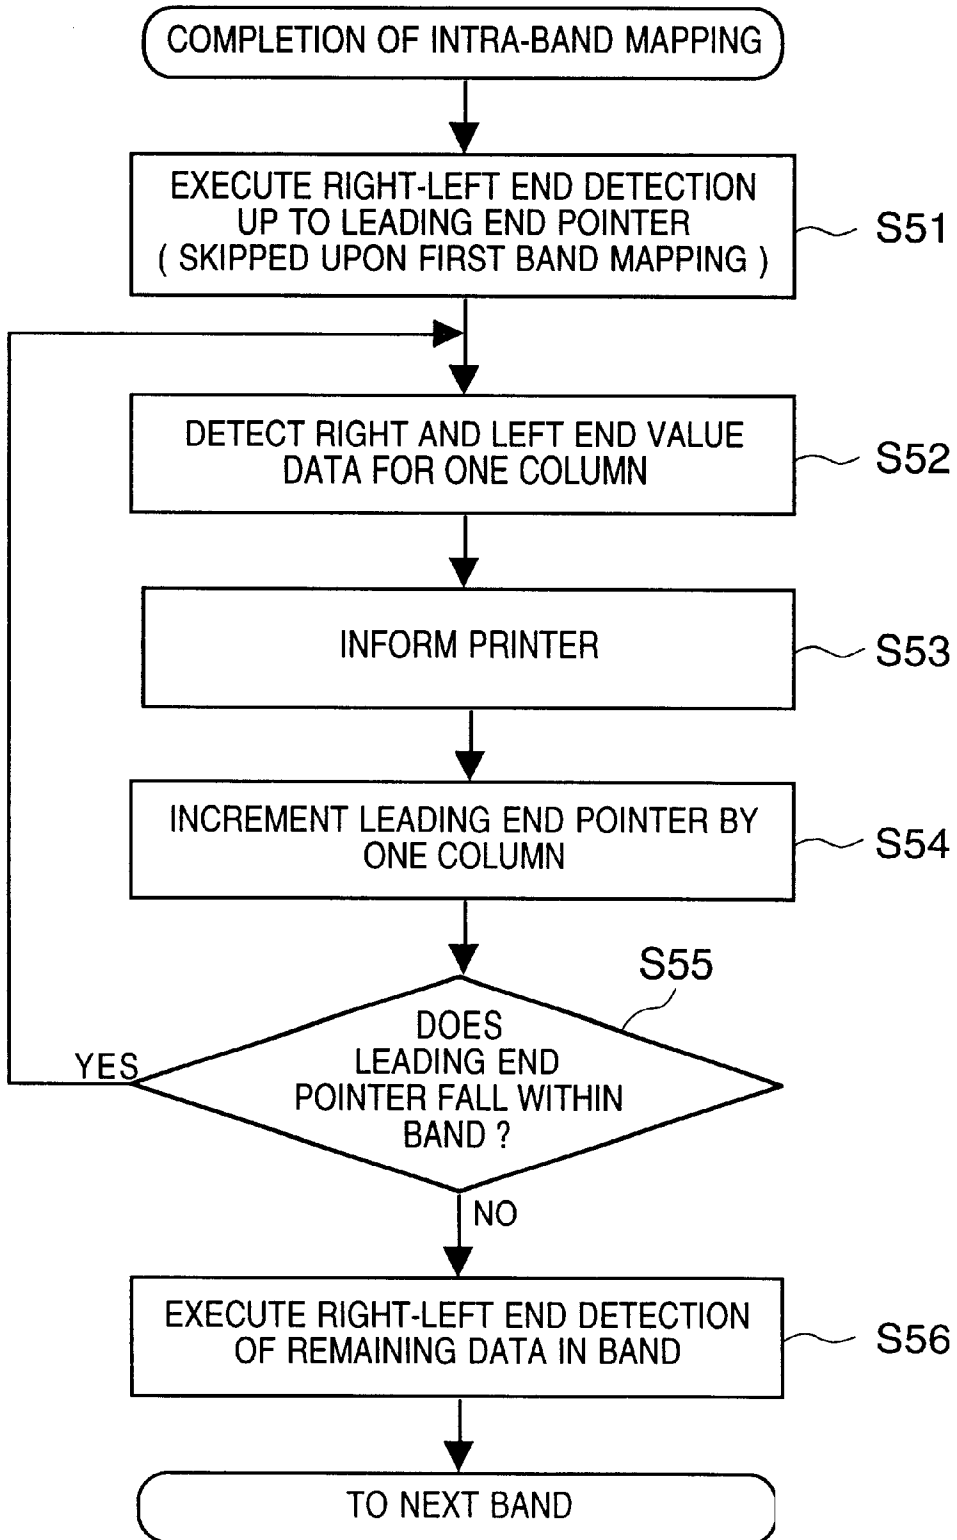 COMPLETION OF INTRA-BAND MAPPING
EXECUTE RIGHT-LEFT END DETECTION
UP TO LEADING END POINTER
( SKIPPED UPON FIRST BAND MAPPING )
S51
DETECT RIGHT AND LEFT END VALUE
DATA FOR ONE COLUMN
S52
INFORM PRINTER
S53
INCREMENT LEADING END POINTER BY
ONE COLUMN
S54
S55
DOES
LEADING END
POINTER FALL WITHIN
BAND ?
YES
NO
EXECUTE RIGHT-LEFT END DETECTION
OF REMAINING DATA IN BAND
S56
TO NEXT BAND